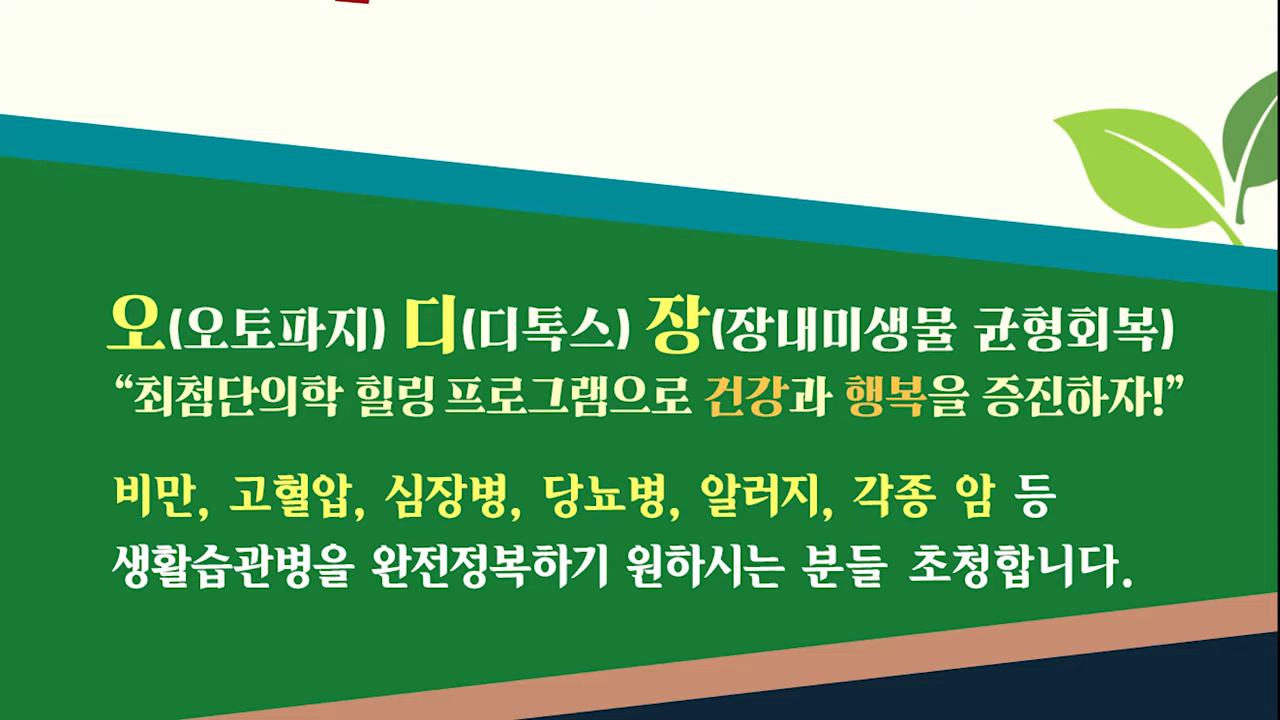 오(오토파지) 디(디톡스) 장(장내미생물 균형회복)
“최첨단의학 힐링 프로그램으로 건강과 행복을 증진하자!”
비만, 고혈압, 심장병, 당뇨병, 알러지, 각종 암 등
생활습관병을 완전정복하기 원하시는 분들 초청합니다.